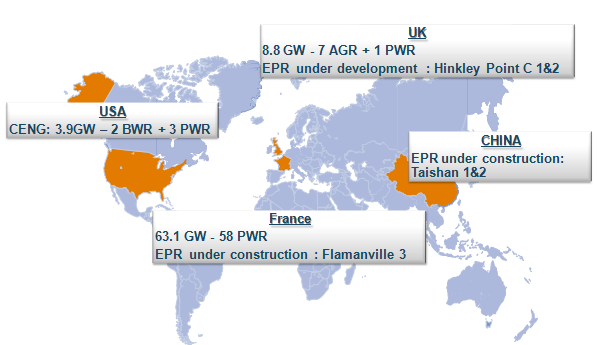 UK
8.8 GW - 7 AGR + 1 PWR
EPR under development : Hinkley Point C 1&2
USA
CENG: 3.9GW – 2 BWR + 3 PWR
CHINA
EPR under construction:
Taishan 1&2
France
63.1 GW - 58 PWR
EPR under construction : Flamanville 3